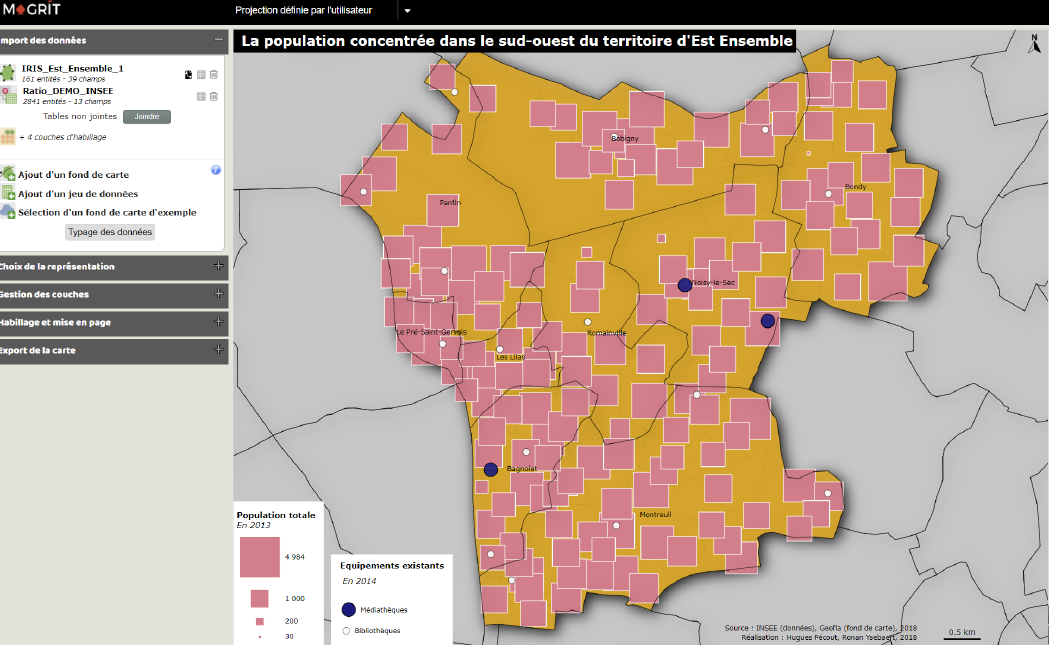 MAGRIT
Projection définie par l'utilisateur
mport des données
IRIS_Est_Ensemble_1
161 entités - 39 champs
Ratio_DEMO_INSEE
2841 entités - 13 champs
Tables non jointes
Joindre
+ 4 couches d'habillage
Ajout d'un fond de carte
Ajout d'un jeu de données
Sélection d'un fond de carte d'exemple
Typage des données
Choix de la représentation
Gestion des couches
Habillage et mise en page
Export de la carte
La population concentrée dans le sud-ouest du territoire d'Est Ensemble
N
Bobigny
Bondy
Pantin
Noisy-le-Sec
Le Pré-Saint-Gervais
Romainville
Les Lilas
Bagnolet
Montreuil
Population totale
En 2013
4 984
1 000
200
30
Equipements existants
En 2014
Médiathèques
Bibliothèques
Source : INSEE (données), Geofla (fond de carte), 2018
Réalisation : Hugues Pécout, Ronan Ysebaert, 2018
0.5 km